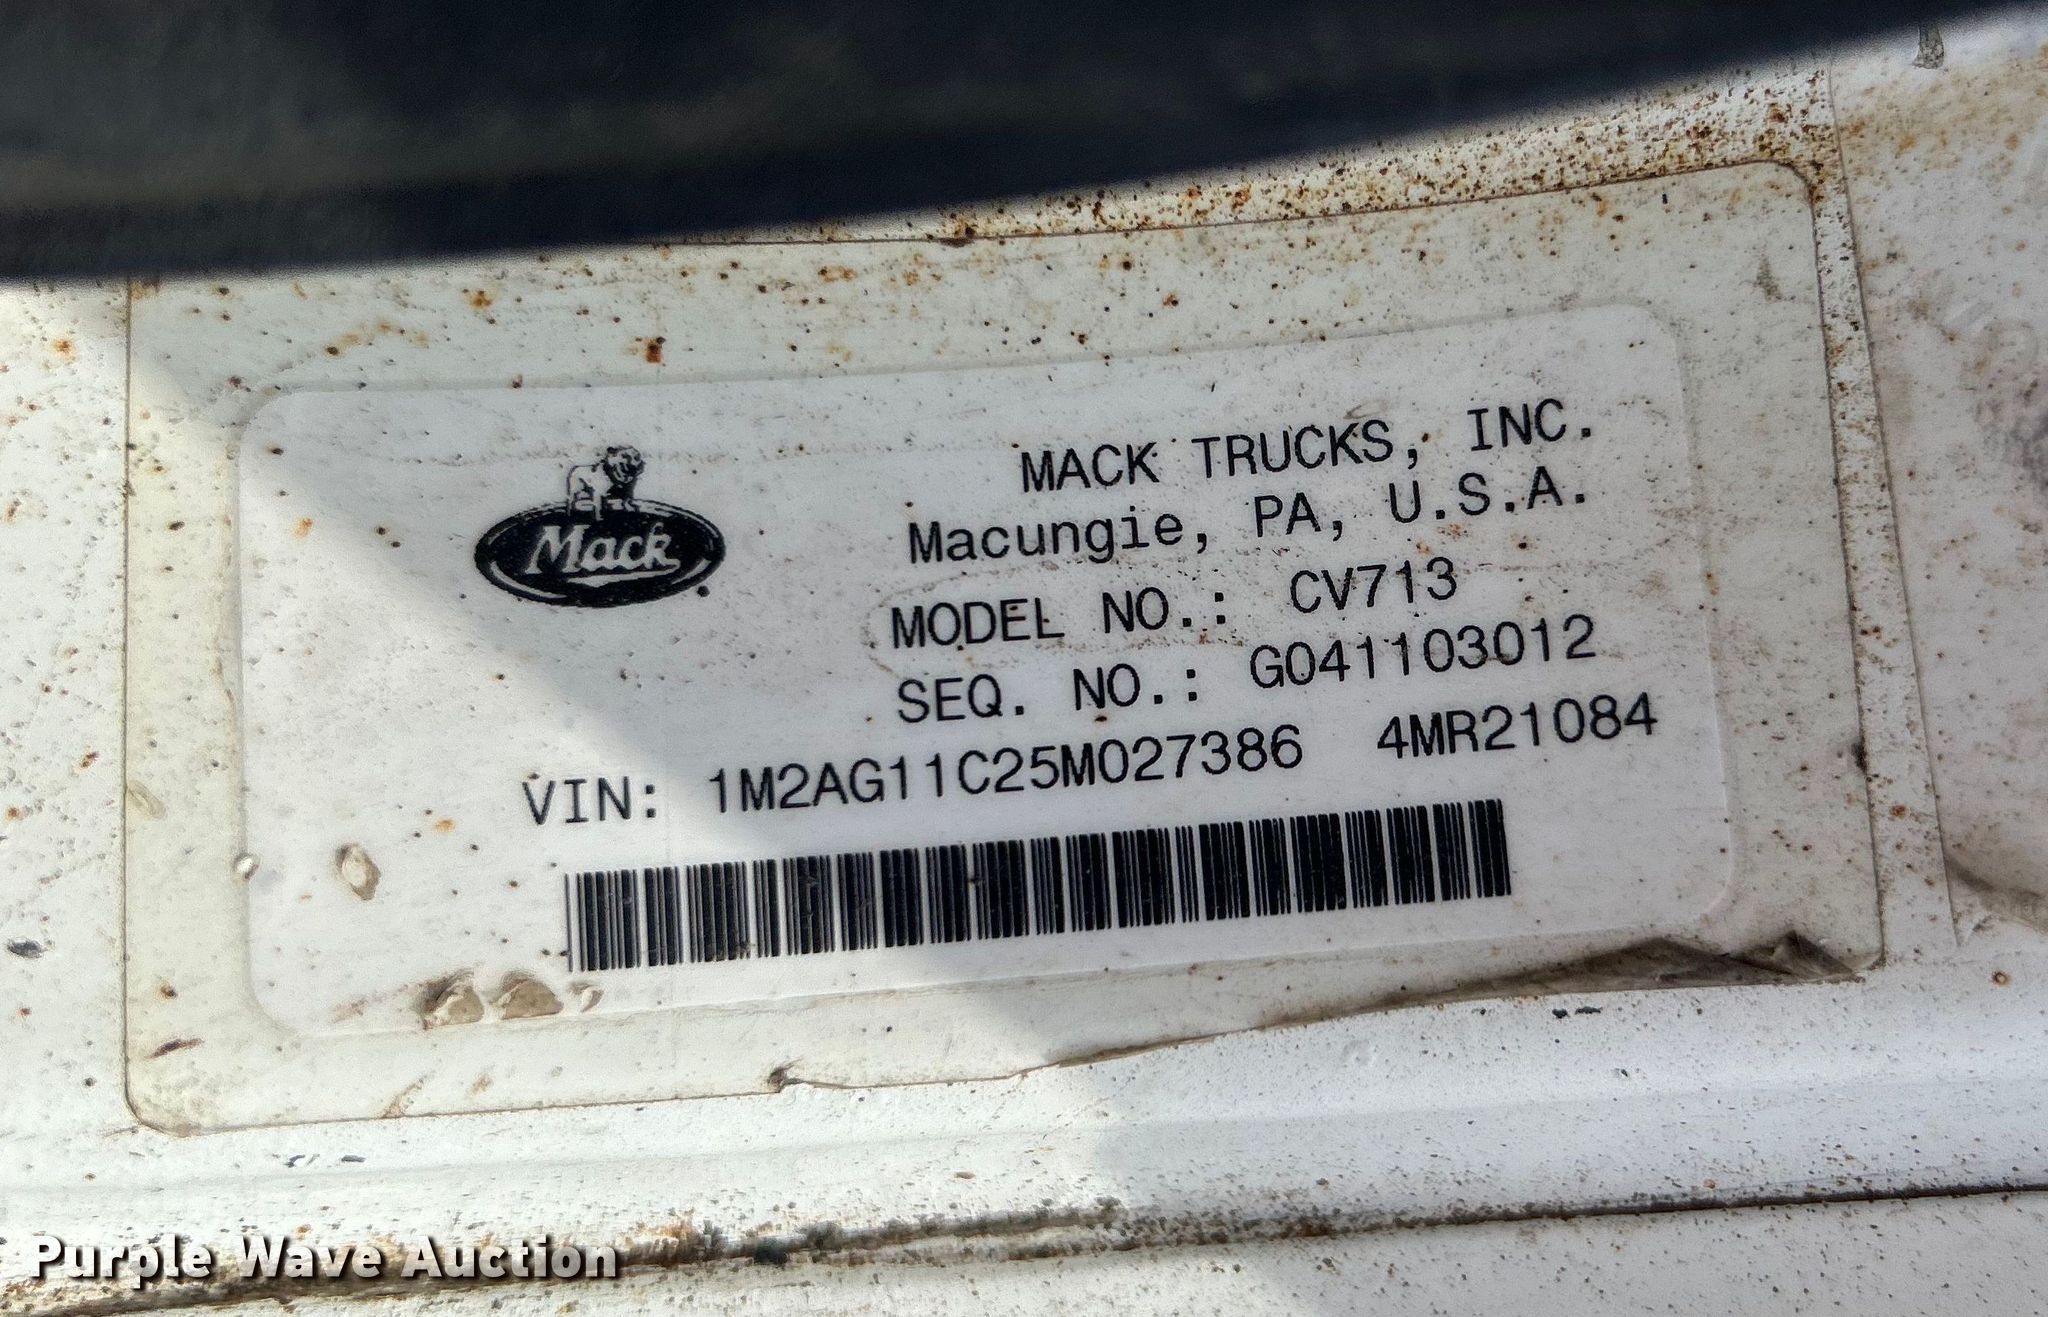 Mack
MACK TRUCKS, INC.
Macungie, PA, U.S.A.
MODEL NO.: CV713
SEQ. NO.: G041103012
VIN: 1M2AG11C25M027386 4MR21084
Purple Wave Auction